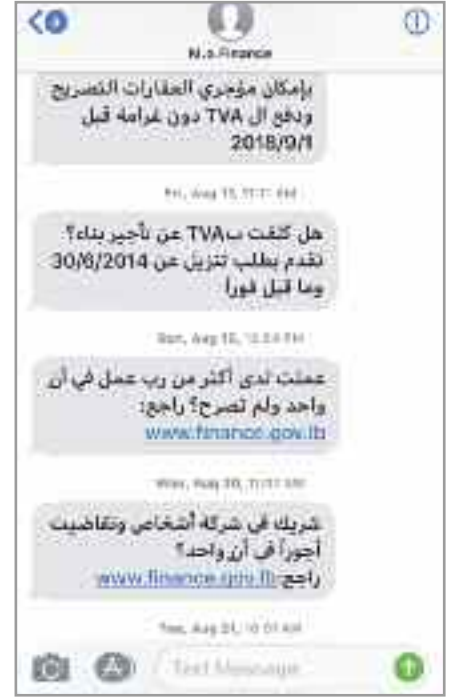 M.o.Finance
بإمكان مؤجري العقارات التصريح
ودفع ال TVA دون غرامة قبل
2018/9/1
هل كلفت بـTVA عن تأجير بناء؟
تقدم بطلب تنزيل عن 30/6/2014
وما قبل فوراً
عملت لدى أكثر من رب عمل في آن
واحد ولم تصرح؟ راجع:
www.finance.gov.lb
شريك في شركة أشخاص وتقاضيت
أجوراً في آن واحد؟
راجع:www.finance.gov.lb
Text Message